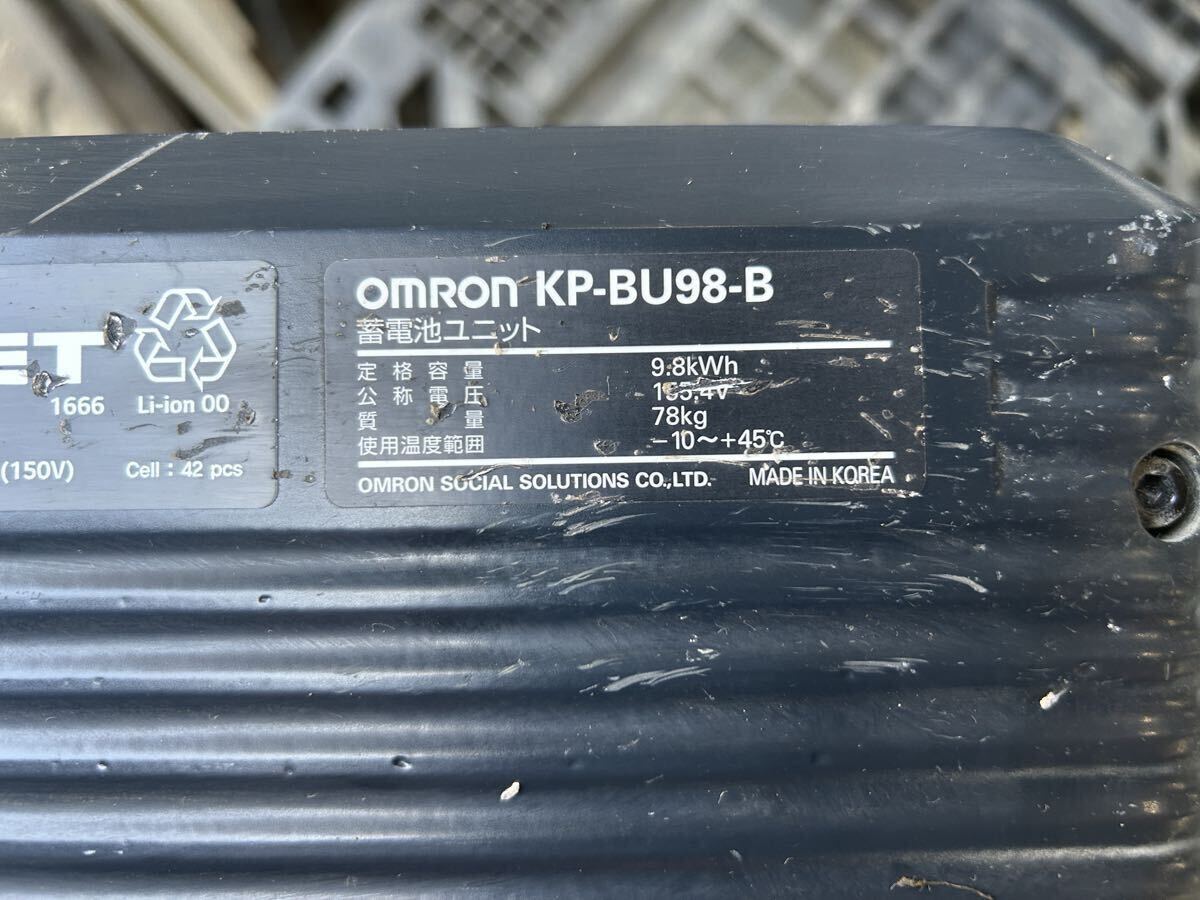 ET
1666 Li-ion 00
(150V) Cell : 42 pcs
OMRON KP-BU98-B
蓄電池ユニット
定格容量 9.8kWh
公称電圧
質量 78kg
使用温度範囲 -10～+45℃
OMRON SOCIAL SOLUTIONS CO.,LTD. MADE IN KOREA